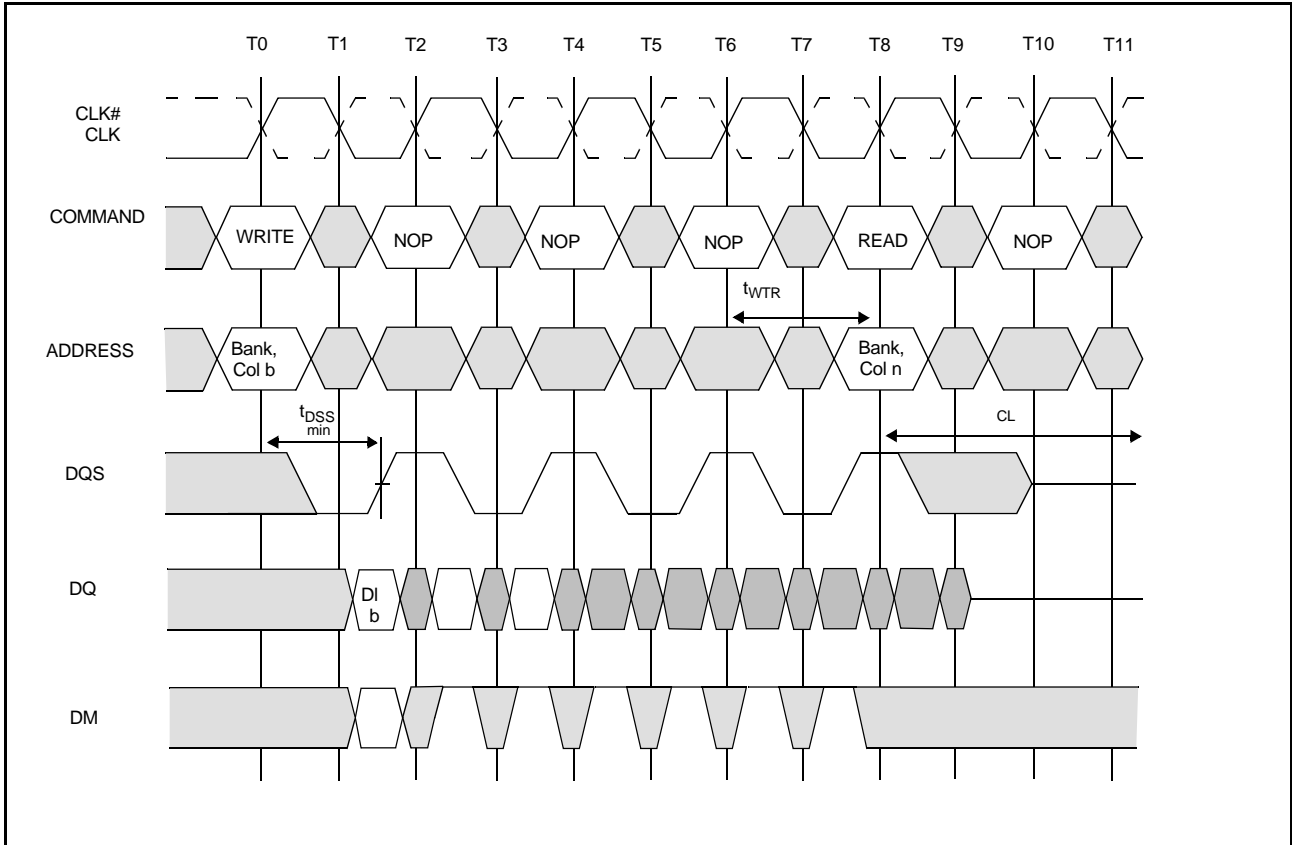 T0 T1 T2 T3 T4 T5 T6 T7 T8 T9 T10 T11
CLK#
CLK
COMMAND
WRITE NOP NOP NOP READ NOP
tWTR
ADDRESS
Bank,
Col b
Bank,
Col n
tDSS
min
CL
DQS
DQ
DI
b
DM